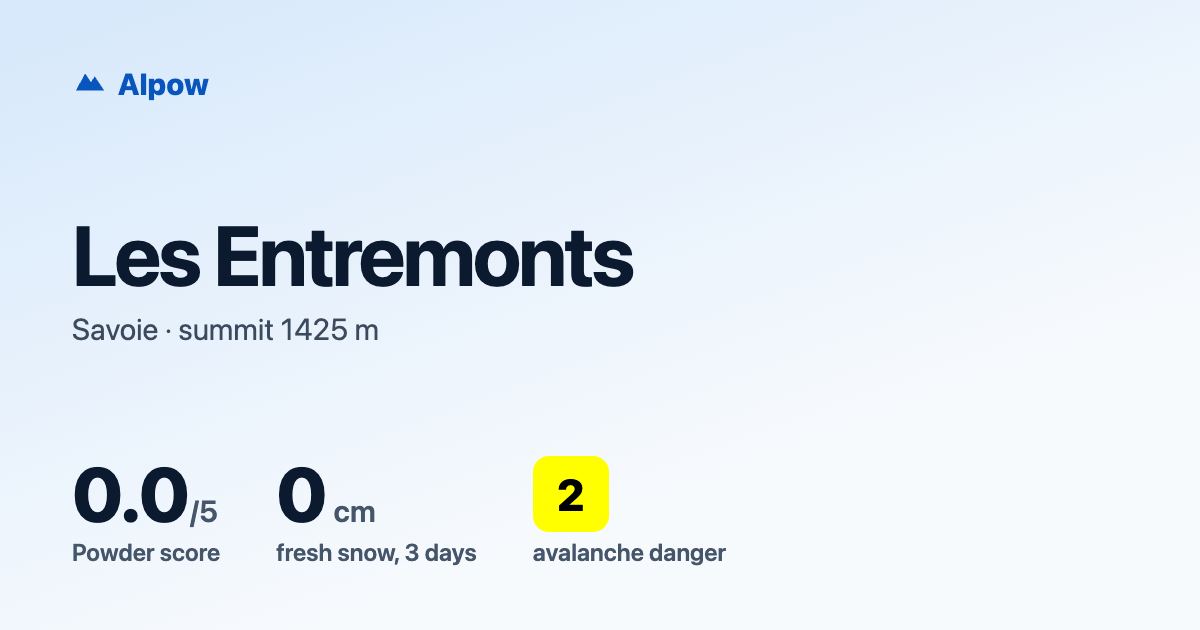 Alpow
Les Entremonts
Savoie · summit 1425 m
0.0/5
Powder score
0 cm
fresh snow, 3 days
2
avalanche danger